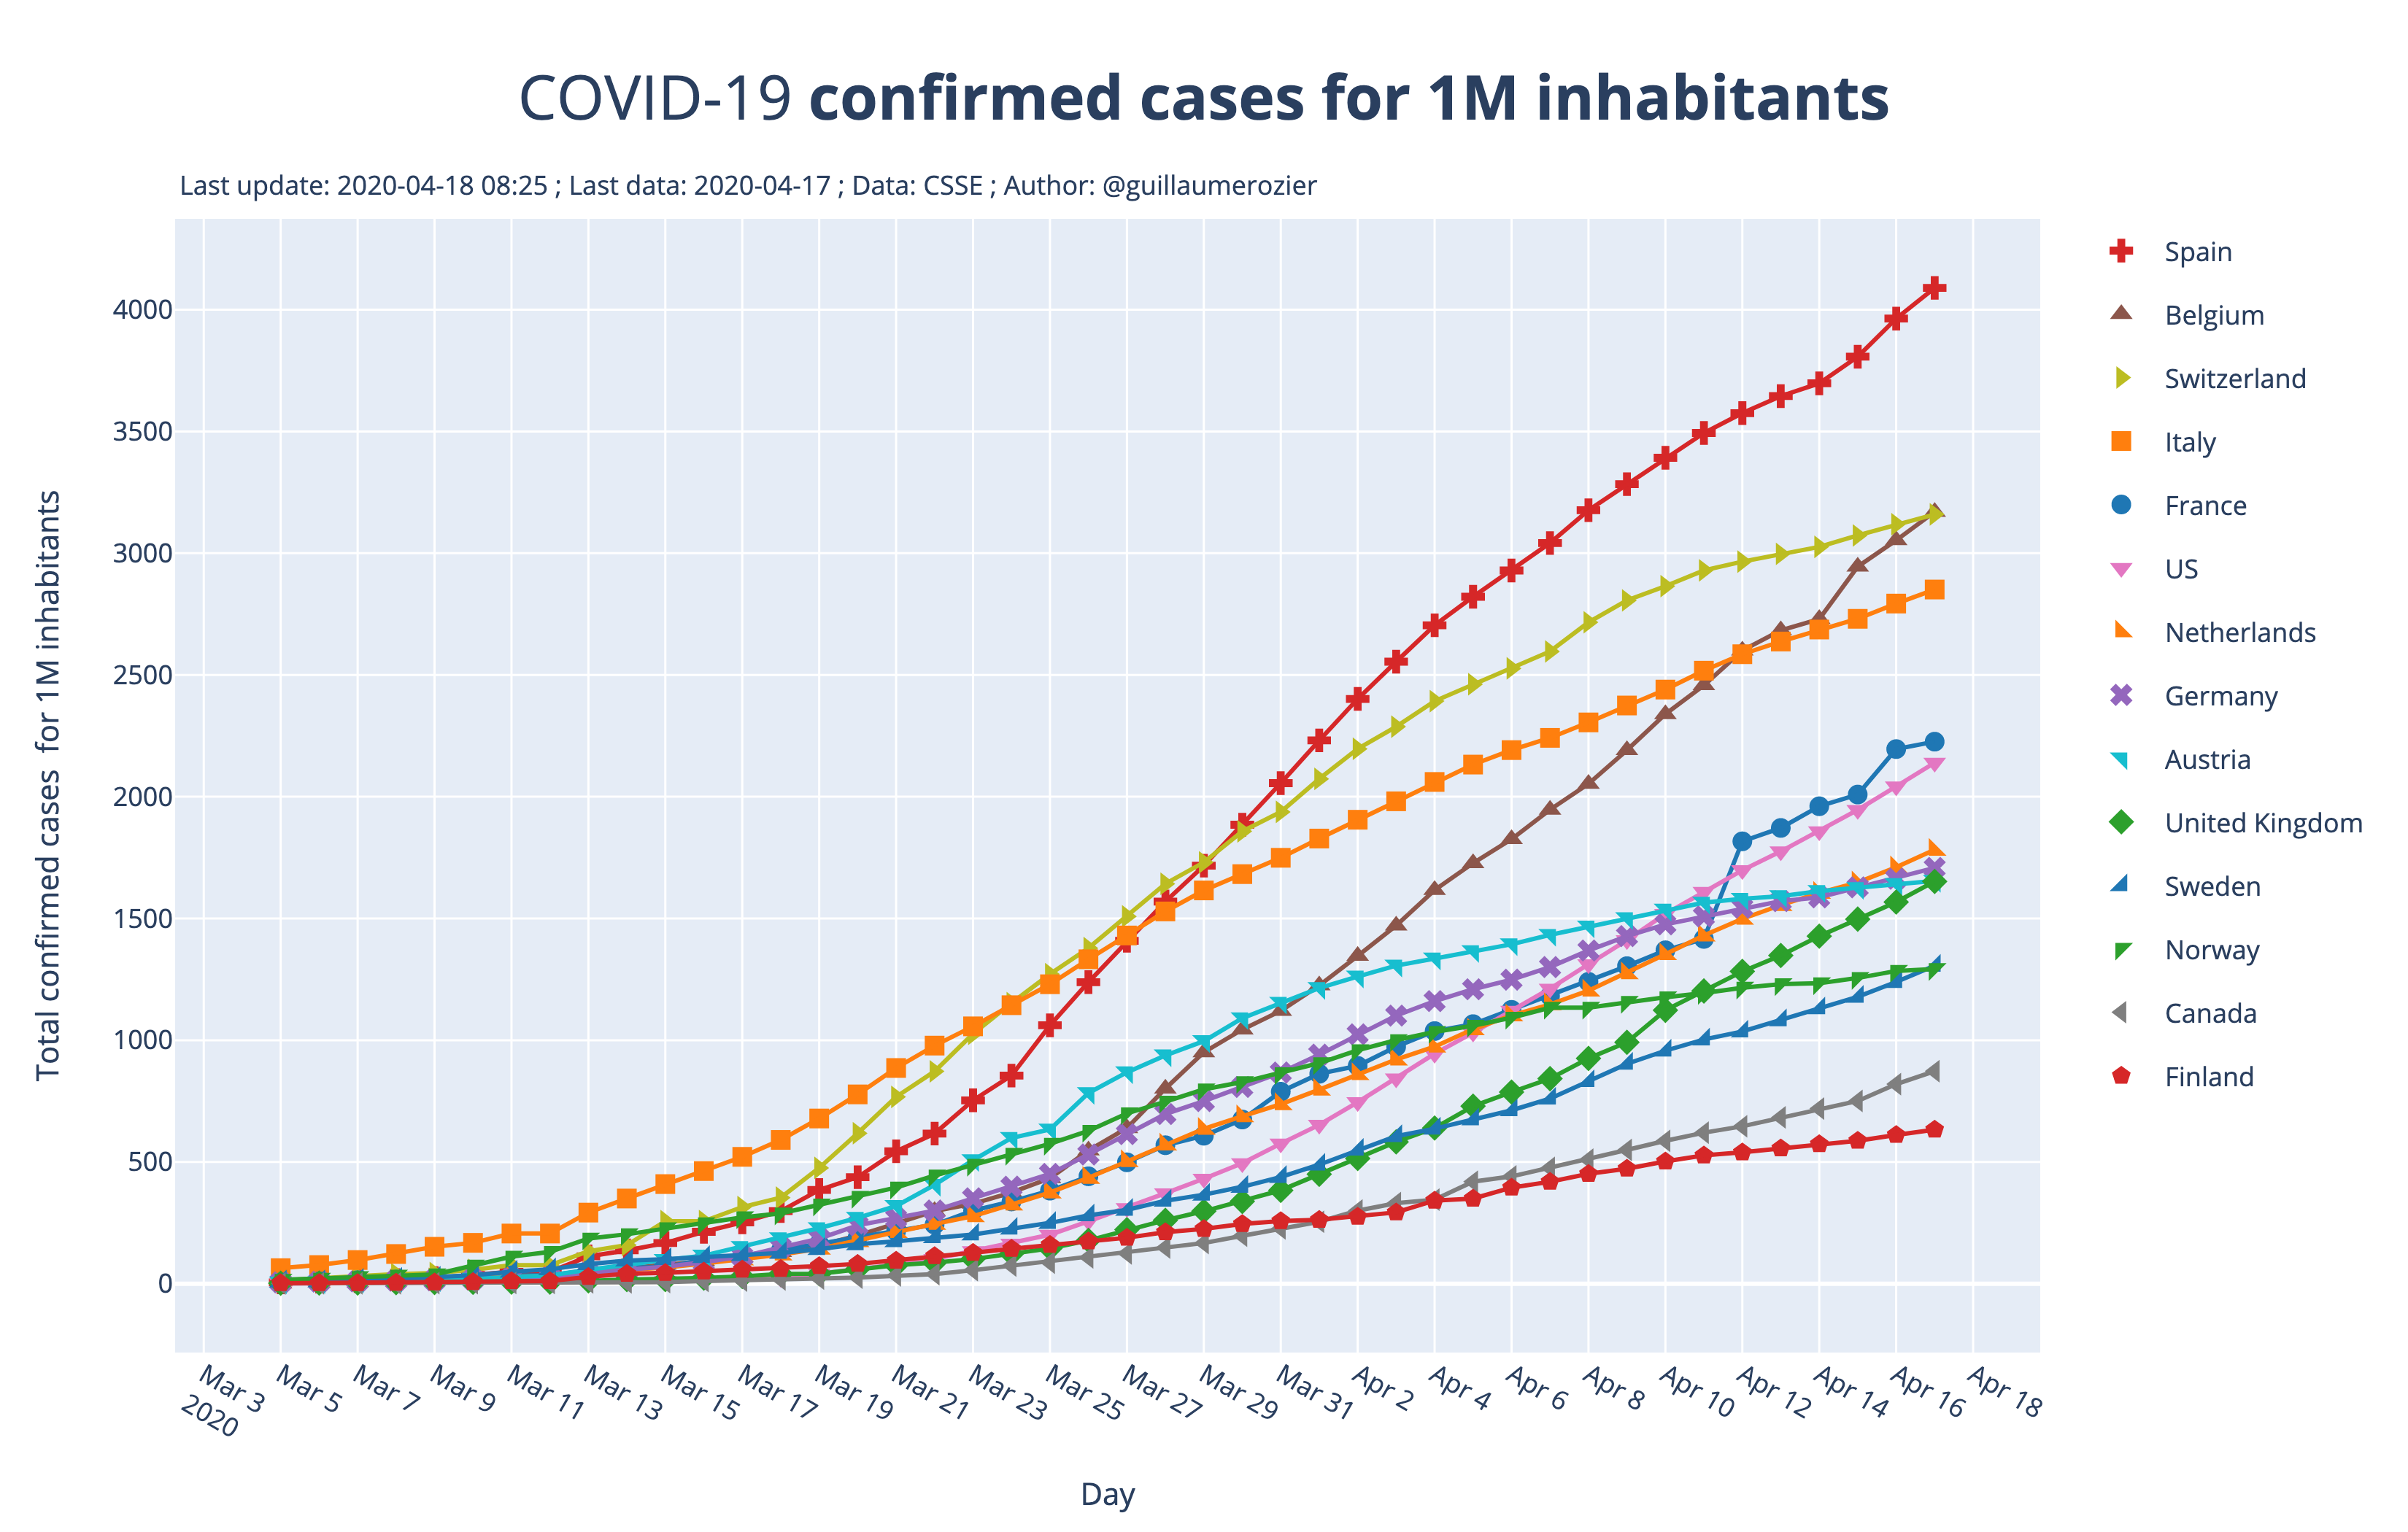 COVID-19 confirmed cases for 1M inhabitants
Last update: 2020-04-18 08:25 ; Last data: 2020-04-17 ; Data: CSSE ; Author: @guillaumerozier
Total confirmed cases  for 1M inhabitants
4000
3500
3000
2500
2000
1500
1000
500
0
Mar 3
2020
Mar 5
Mar 7
Mar 9
Mar 11
Mar 13
Mar 15
Mar 17
Mar 19
Mar 21
Mar 23
Mar 25
Mar 27
Mar 29
Mar 31
Apr 2
Apr 4
Apr 6
Apr 8
Apr 10
Apr 12
Apr 14
Apr 16
Apr 18
Day
Spain
Belgium
Switzerland
Italy
France
US
Netherlands
Germany
Austria
United Kingdom
Sweden
Norway
Canada
Finland